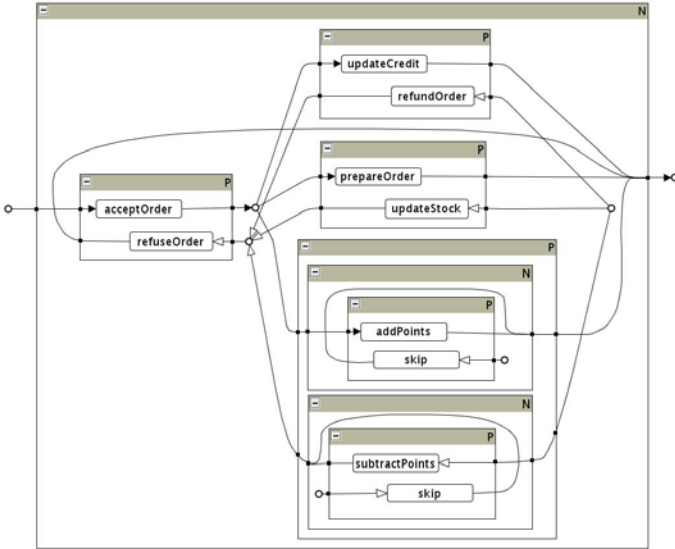 N
P
updateCredit
refundOrder
P
prepareOrder
updateStock
P
acceptOrder
refuseOrder
P
N
P
addPoints
skip
N
P
subtractPoints
skip